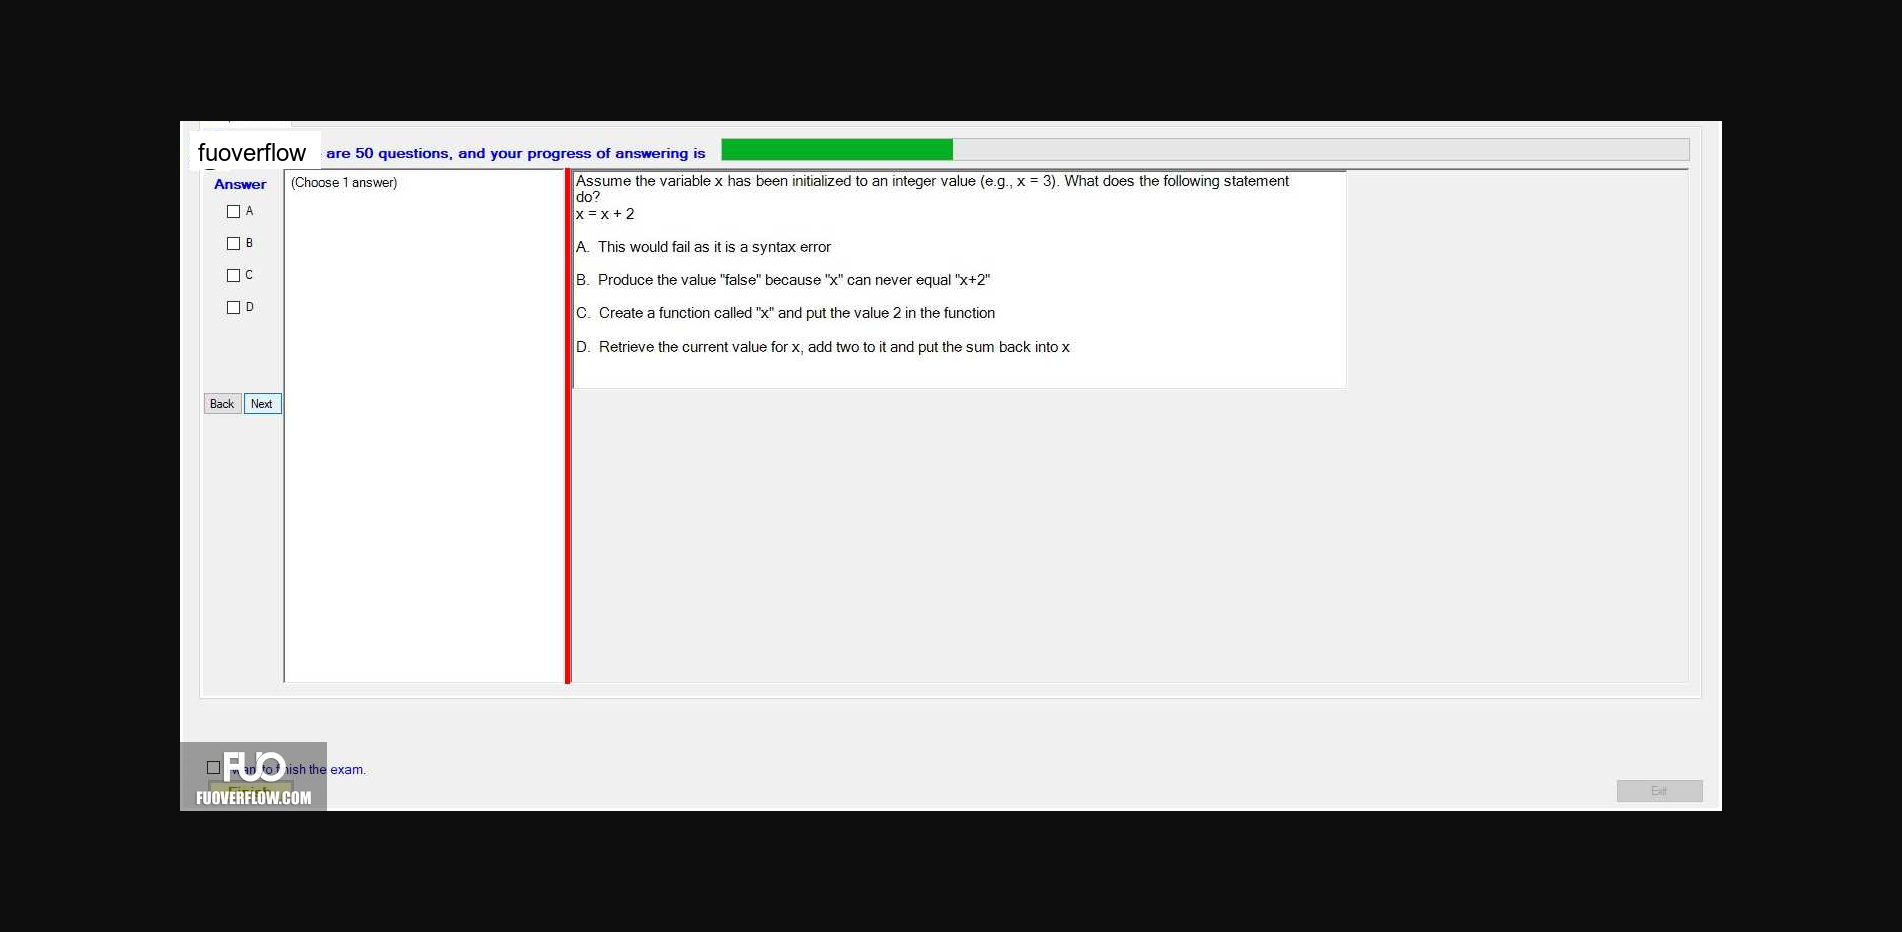 fuoverflow are 50 questions, and your progress of answering is
Answer
(Choose 1 answer)
A
B
C
D
Back Next
Assume the variable x has been initialized to an integer value (e.g., x = 3). What does the following statement
do?
x = x + 2
A. This would fail as it is a syntax error
B. Produce the value "false" because "x" can never equal "x+2"
C. Create a function called "x" and put the value 2 in the function
D. Retrieve the current value for x, add two to it and put the sum back into x
FUO
want to finish the exam.
Finish
FUOVERFLOW.COM
Exit